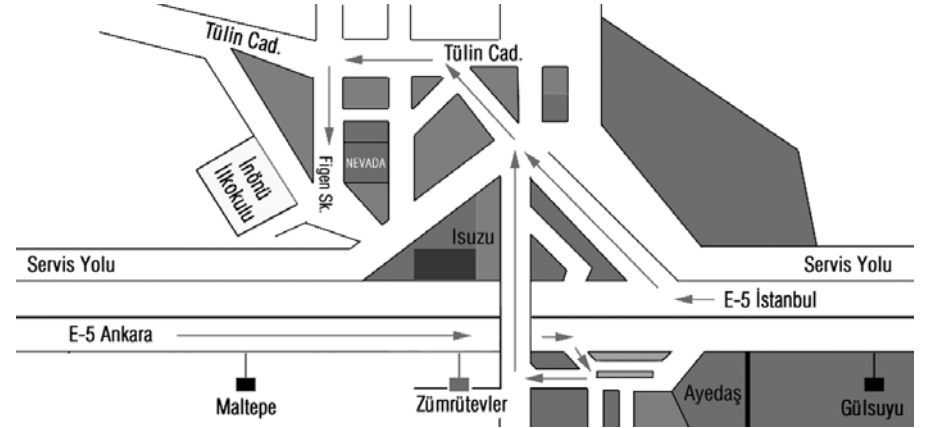 Tülin Cad.
Tülin Cad.
NEVADA
Figen Sk.
İnönü
İlkokulu
Isuzu
Servis Yolu
Servis Yolu
E-5 İstanbul
E-5 Ankara
Maltepe
Zümrütevler
Ayedaş
Gülsuyu